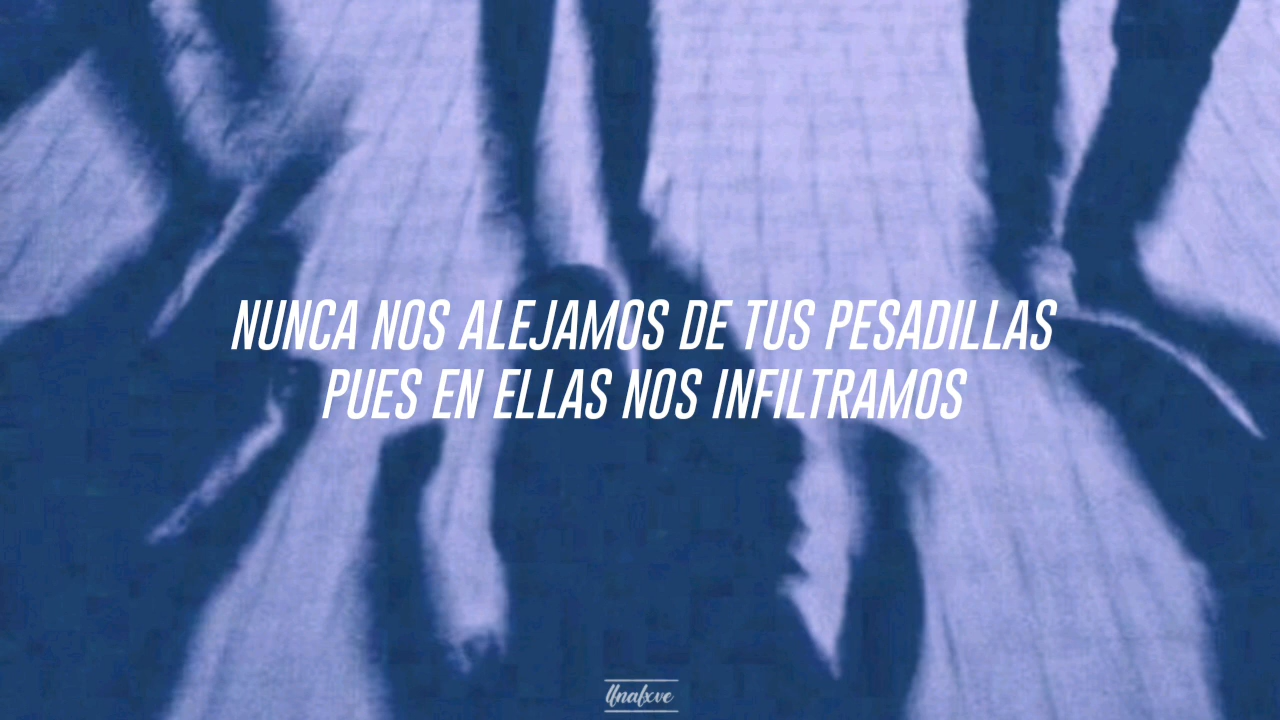 NUNCA NOS ALEJAMOS DE TUS PESADILLAS
PUES EN ELLAS NOS INFILTRAMOS